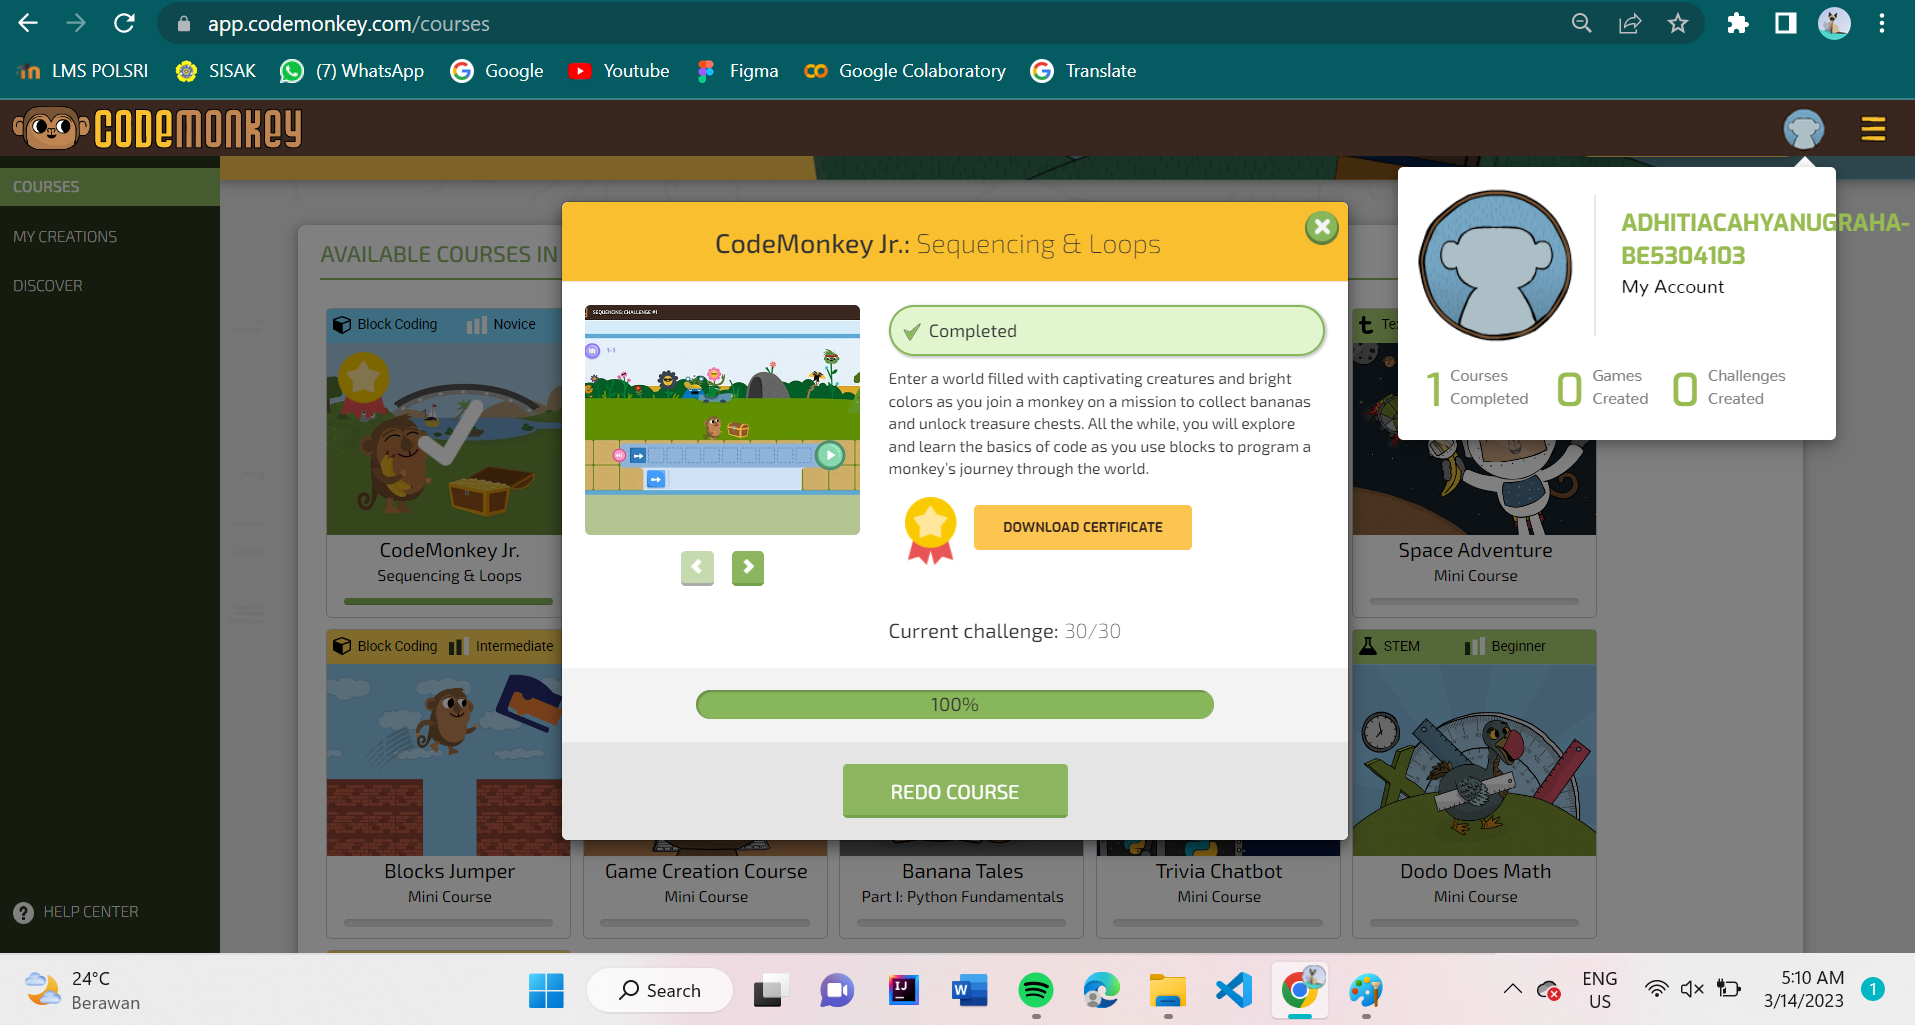 app.codemonkey.com/courses
LMS POLSRI
SISAK
(7) WhatsApp
Google
Youtube
Figma
Google Colaboratory
Translate
CODEMONKEY
COURSES
MY CREATIONS
DISCOVER
HELP CENTER
AVAILABLE COURSES IN
Block Coding
Novice
CodeMonkey Jr.
Sequencing & Loops
Space Adventure
Mini Course
Block Coding
Intermediate
STEM
Beginner
Blocks Jumper
Mini Course
Game Creation Course
Mini Course
Banana Tales
Part I: Python Fundamentals
Trivia Chatbot
Mini Course
Dodo Does Math
Mini Course
CodeMonkey Jr.: Sequencing & Loops
SEQUENCING: CHALLENGE #1
1-1
Completed
Enter a world filled with captivating creatures and bright
colors as you join a monkey on a mission to collect bananas
and unlock treasure chests. All the while, you will explore
and learn the basics of code as you use blocks to program a
monkey's journey through the world.
DOWNLOAD CERTIFICATE
Current challenge: 30/30
100%
REDO COURSE
ADHITIACAHYANUGRAHA-
BE5304103
My Account
1 Courses Completed
0 Games Created
0 Challenges Created
24°C
Berawan
Search
ENG
US
5:10 AM
3/14/2023
1